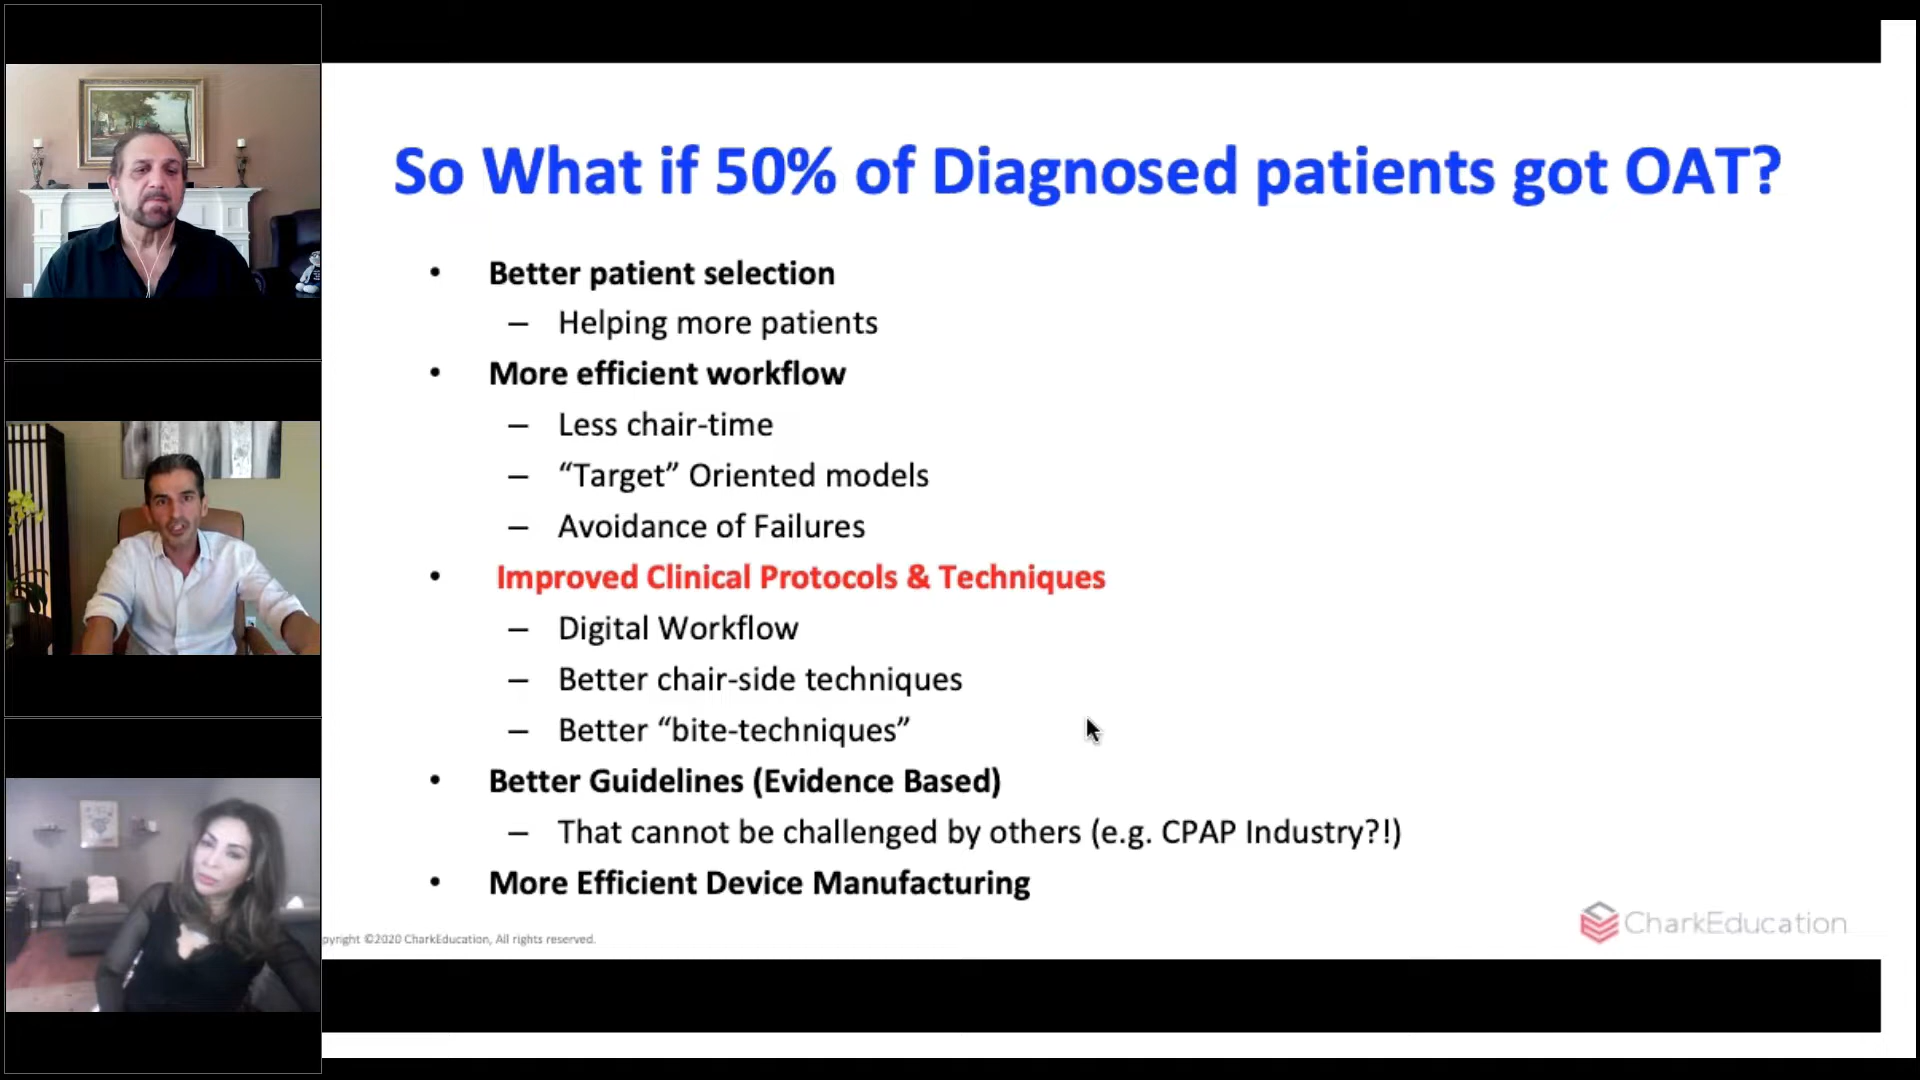 So What if 50% of Diagnosed patients got OAT?
• Better patient selection
– Helping more patients
• More efficient workflow
– Less chair-time
– “Target” Oriented models
– Avoidance of Failures
• Improved Clinical Protocols & Techniques
– Digital Workflow
– Better chair-side techniques
– Better “bite-techniques”
• Better Guidelines (Evidence Based)
– That cannot be challenged by others (e.g. CPAP Industry?!)
• More Efficient Device Manufacturing
pyright ©2020 CharkEducation, All rights reserved.
CharkEducation